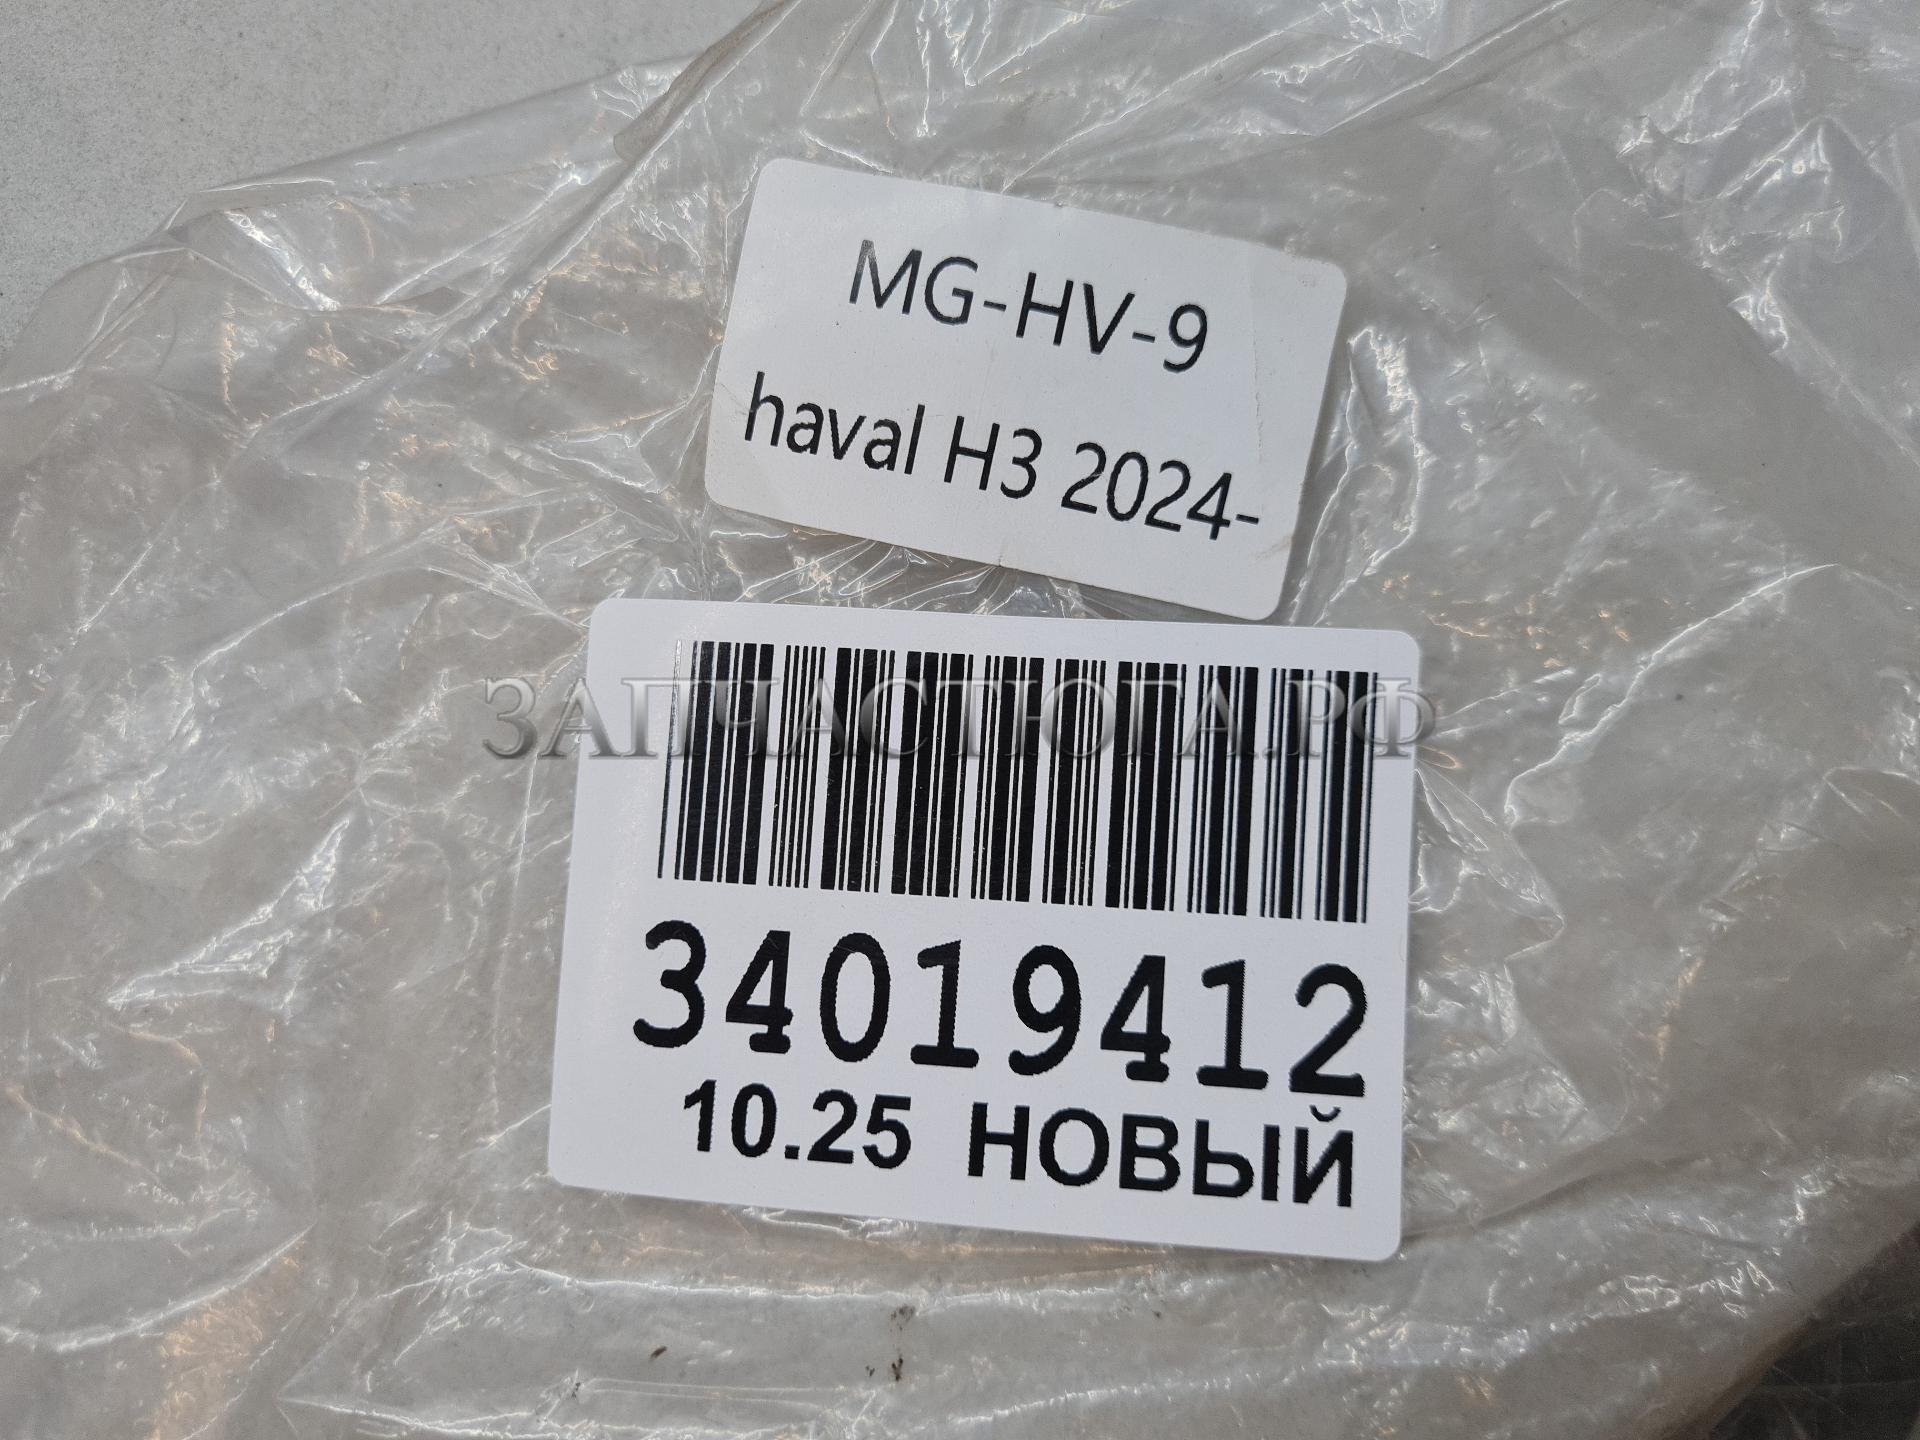 MG-HV-9
haval H3 2024-
ЗАПЧАСТЮГА.РФ
34019412
10.25 НОВЫЙ